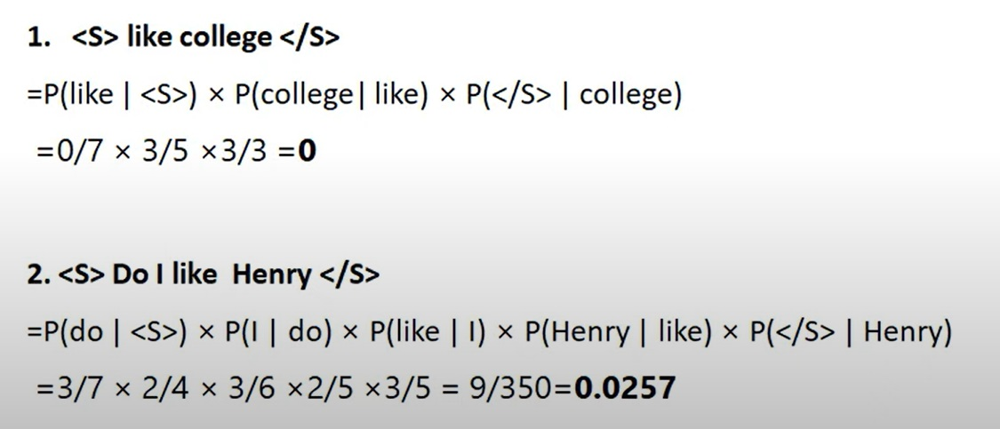 1. <S> like college </S>
=P(like | <S>) × P(college| like) × P(</S> | college)
=0/7 × 3/5 ×3/3 =0
2. <S> Do I like Henry </S>
=P(do | <S>) × P(I | do) × P(like | I) × P(Henry | like) × P(</S> | Henry)
=3/7 × 2/4 × 3/6 ×2/5 ×3/5 = 9/350=0.0257